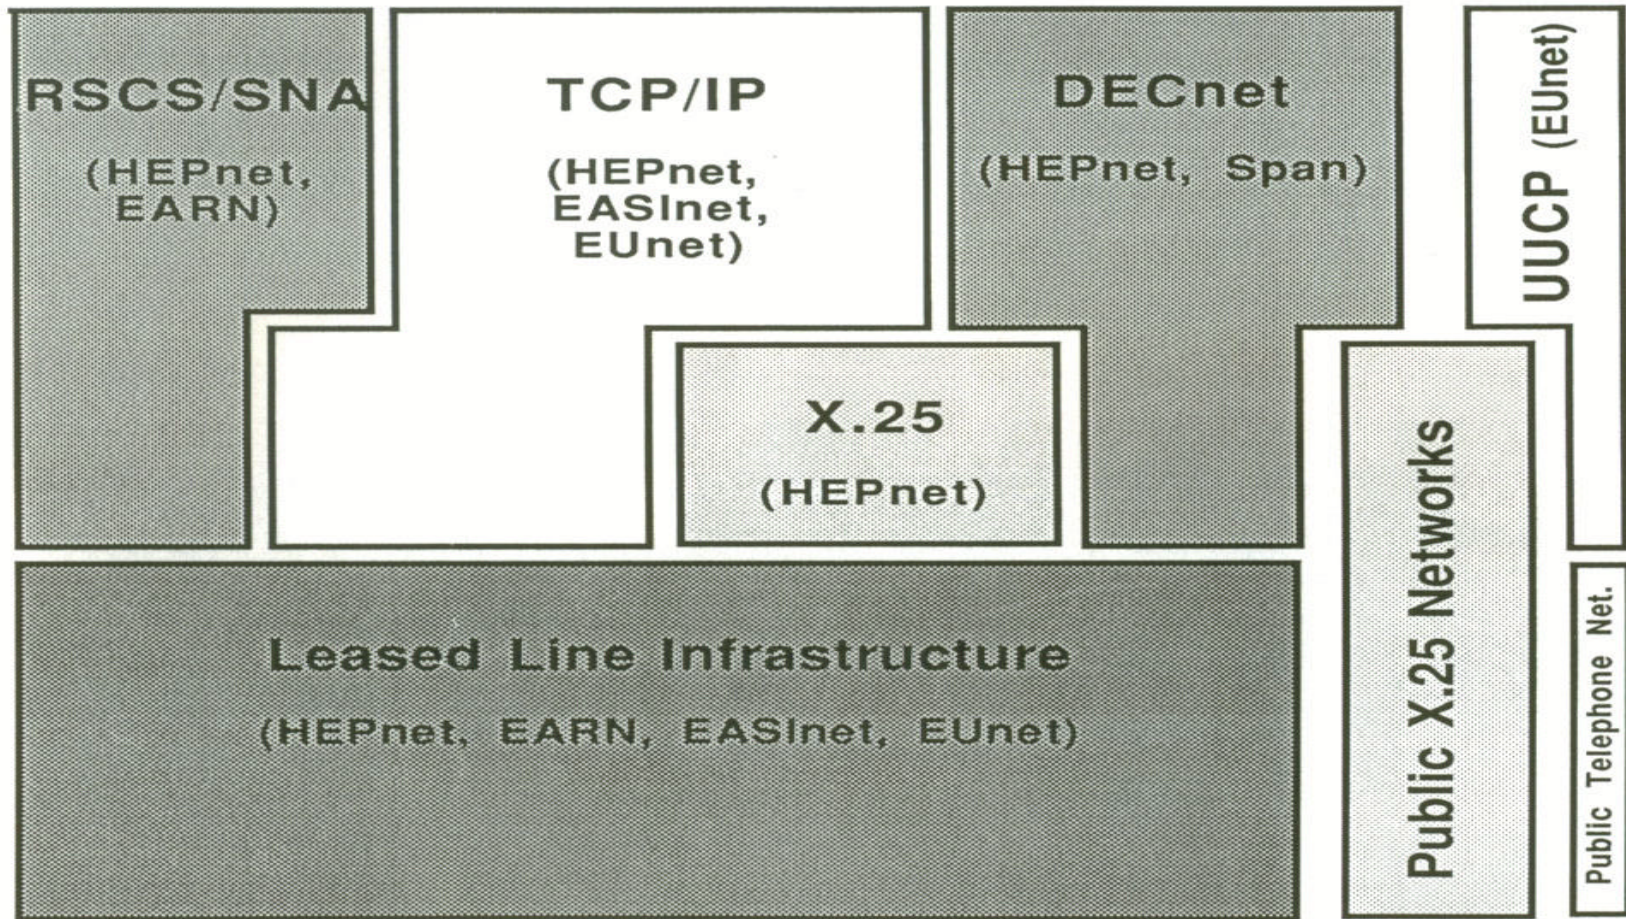 RSCS/SNA
(HEPnet,
EARN)
TCP/IP
(HEPnet,
EASInet,
EUnet)
DECnet
(HEPnet, Span)
UUCP (EUnet)
X.25
(HEPnet)
Public X.25 Networks
Leased Line Infrastructure
(HEPnet, EARN, EASInet, EUnet)
Public Telephone Net.